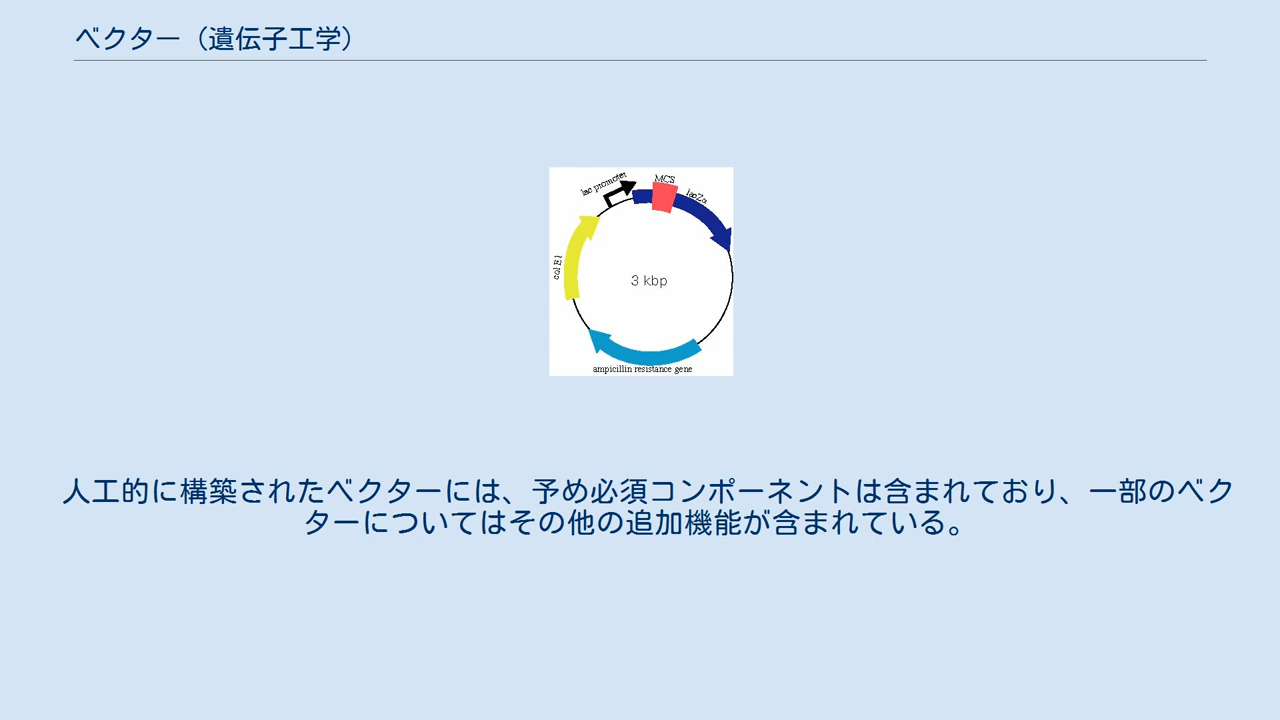 ベクター（遺伝子工学）
lac promoter
MCS
lacZa
col E1
3 kbp
ampicillin resistance gene
人工的に構築されたベクターには、予め必須コンポーネントは含まれており、一部のベク
ターについてはその他の追加機能が含まれている。